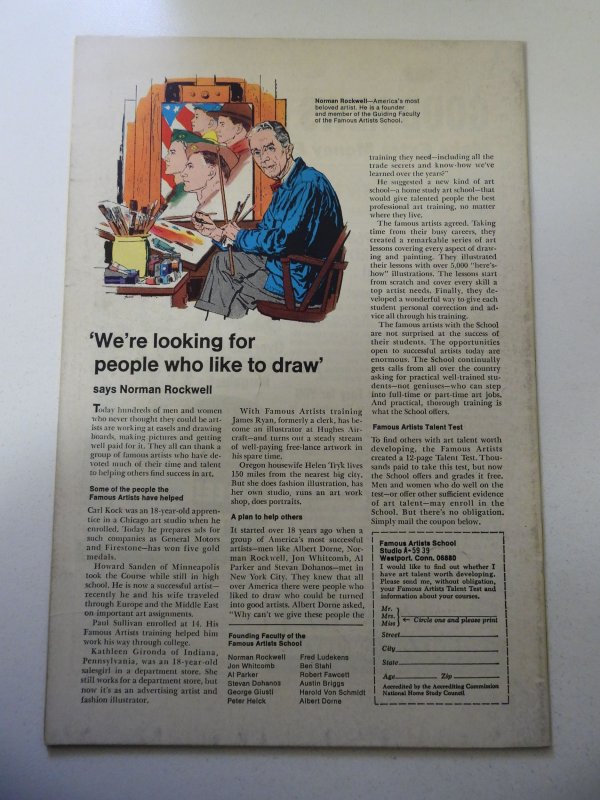 Norman Rockwell—America's most
beloved artist. He is a founder
and member of the Guiding Faculty
of the Famous Artists School.
'We're looking for
people who like to draw'
says Norman Rockwell
Today hundreds of men and women
who never thought they could be art-
ists are working at easels and drawing
boards, making pictures and getting
well paid for it. They all can thank a
group of famous artists who have de-
voted much of their time and talent
to helping others find success in art.
Some of the people the
Famous Artists have helped
Carl Kock was an 18-year-old appren-
tice in a Chicago art studio when he
enrolled. Today he prepares ads for
such companies as General Motors
and Firestone—has won five gold
medals.
Howard Sanden of Minneapolis
took the Course while still in high
school. He is now a successful artist—
recently he and his wife traveled
through Europe and the Middle East
on important art assignments.
Paul Sullivan enrolled at 14. His
Famous Artists training helped him
work his way through college.
Kathleen Gironda of Indiana,
Pennsylvania, was an 18-year-old
salesgirl in a department store. She
still works for a department store, but
now it's as an advertising artist and
fashion illustrator.
With Famous Artists training
James Ryan, formerly a clerk, has be-
come an illustrator at Hughes Air-
craft—and turns out a steady stream
of well-paying free-lance artwork in
his spare time.
Oregon housewife Helen Tryk lives
150 miles from the nearest big city.
But she does fashion illustration, has
her own studio, runs an art work
shop, does portraits.
A plan to help others
It started over 18 years ago when a
group of America's most successful
artists—men like Albert Dorne, Nor-
man Rockwell, Jon Whitcomb, Al
Parker and Stevan Dohanos—met in
New York City. They knew that all
over America there were people who
liked to draw who could be turned
into good artists. Albert Dorne asked,
"Why can't we give these people the
Founding Faculty of the
Famous Artists School
Norman Rockwell
Jon Whitcomb
Al Parker
Stevan Dohanos
George Giusti
Peter Helck
Fred Ludekens
Ben Stahl
Robert Fawcett
Austin Briggs
Harold Von Schmidt
Albert Dorne
training they need—including all the
trade secrets and know-how we've
learned over the years?"
He suggested a new kind of art
school—a home study art school—that
would give talented people the best
professional art training, no matter
where they live.
The famous artists agreed. Taking
time from their busy careers, they
created a remarkable series of art
lessons covering every aspect of draw-
ing and painting. They illustrated
their lessons with over 5,000 "here's-
how" illustrations. The lessons start
from scratch and cover every skill a
top artist needs. Finally, they de-
veloped a wonderful way to give each
student personal correction and ad-
vice all through his training.
The famous artists with the School
are not surprised at the success of
their students. The opportunities
open to successful artists today are
enormous. The School continually
gets calls from all over the country
asking for practical well-trained stu-
dents—not geniuses—who can step
into full-time or part-time art jobs.
And practical, thorough training is
what the School offers.
Famous Artists Talent Test
To find others with art talent worth
developing, the Famous Artists
created a 12-page Talent Test. Thou-
sands paid to take this test, but now
the School offers and grades it free.
Men and women who do well on the
test—or offer other sufficient evidence
of art talent—may enroll in the
School. But there's no obligation.
Simply mail the coupon below.
Famous Artists School
Studio A-5939
Westport, Conn. 06880
I would like to find out whether I
have art talent worth developing.
Please send me, without obligation,
your Famous Artists Talent Test and
information about your courses.
Mr.
Mrs.
Miss
← Circle one and please print
Street
City
State
Age Zip
Accredited by the Accrediting Commission
National Home Study Council